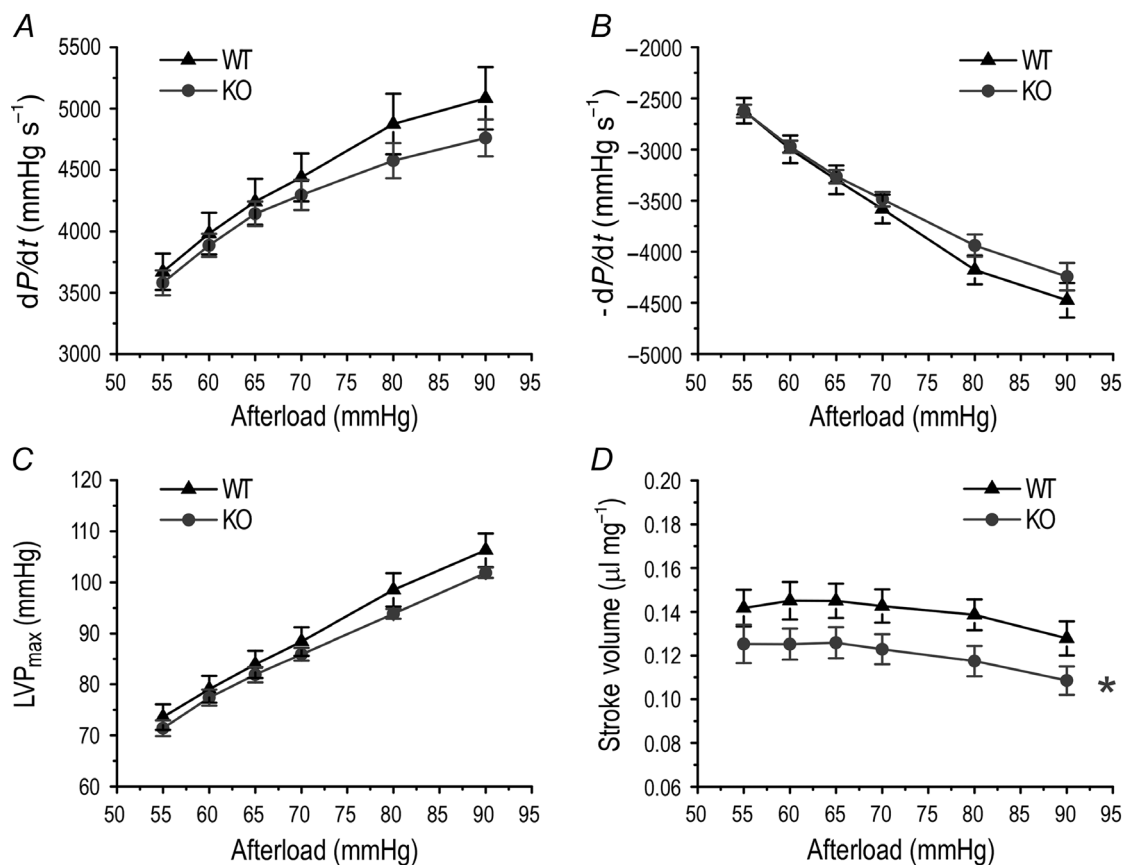 A
WT
KO
dP/dt (mmHg s⁻¹)
5500
5000
4500
4000
3500
3000
50 55 60 65 70 75 80 85 90 95
Afterload (mmHg)
B
WT
KO
- dP/dt (mmHg s⁻¹)
−2000
−2500
−3000
−3500
−4000
−4500
−5000
50 55 60 65 70 75 80 85 90 95
Afterload (mmHg)
C
WT
KO
LVPmax (mmHg)
120
110
100
90
80
70
60
50 55 60 65 70 75 80 85 90 95
Afterload (mmHg)
D
WT
KO
Stroke volume (µl mg⁻¹)
0.20
0.18
0.16
0.14
0.12
0.10
0.08
0.06
*
50 55 60 65 70 75 80 85 90 95
Afterload (mmHg)